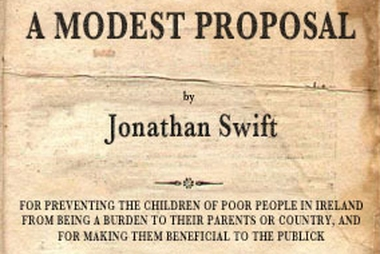 A MODEST PROPOSAL
by
Jonathan Swift
FOR PREVENTING THE CHILDREN OF POOR PEOPLE IN IRELAND
FROM BEING A BURDEN TO THEIR PARENTS OR COUNTRY, AND
FOR MAKING THEM BENEFICIAL TO THE PUBLICK